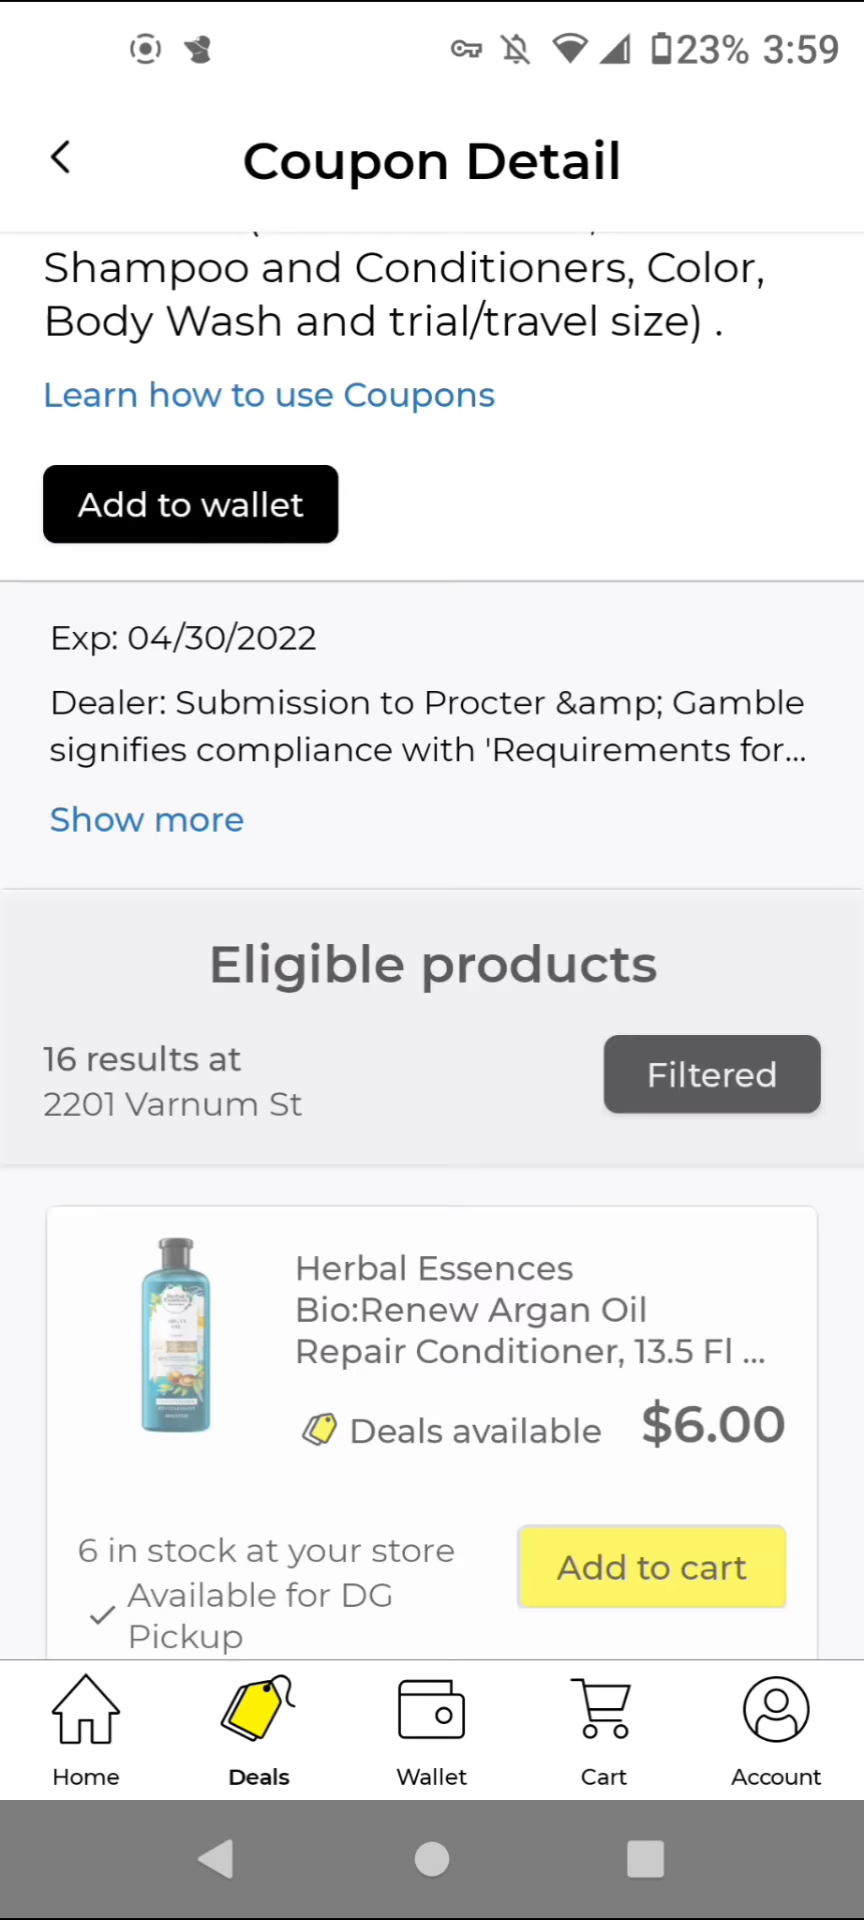 23% 3:59
Coupon Detail
Shampoo and Conditioners, Color,
Body Wash and trial/travel size) .
Learn how to use Coupons
Add to wallet
Exp: 04/30/2022
Dealer: Submission to Procter &amp; Gamble
signifies compliance with 'Requirements for...
Show more
Eligible products
16 results at
2201 Varnum St
Filtered
Herbal Essences
Bio:Renew Argan Oil
Repair Conditioner, 13.5 Fl ...
Deals available $6.00
6 in stock at your store
Available for DG
Pickup
Add to cart
Home
Deals
Wallet
Cart
Account